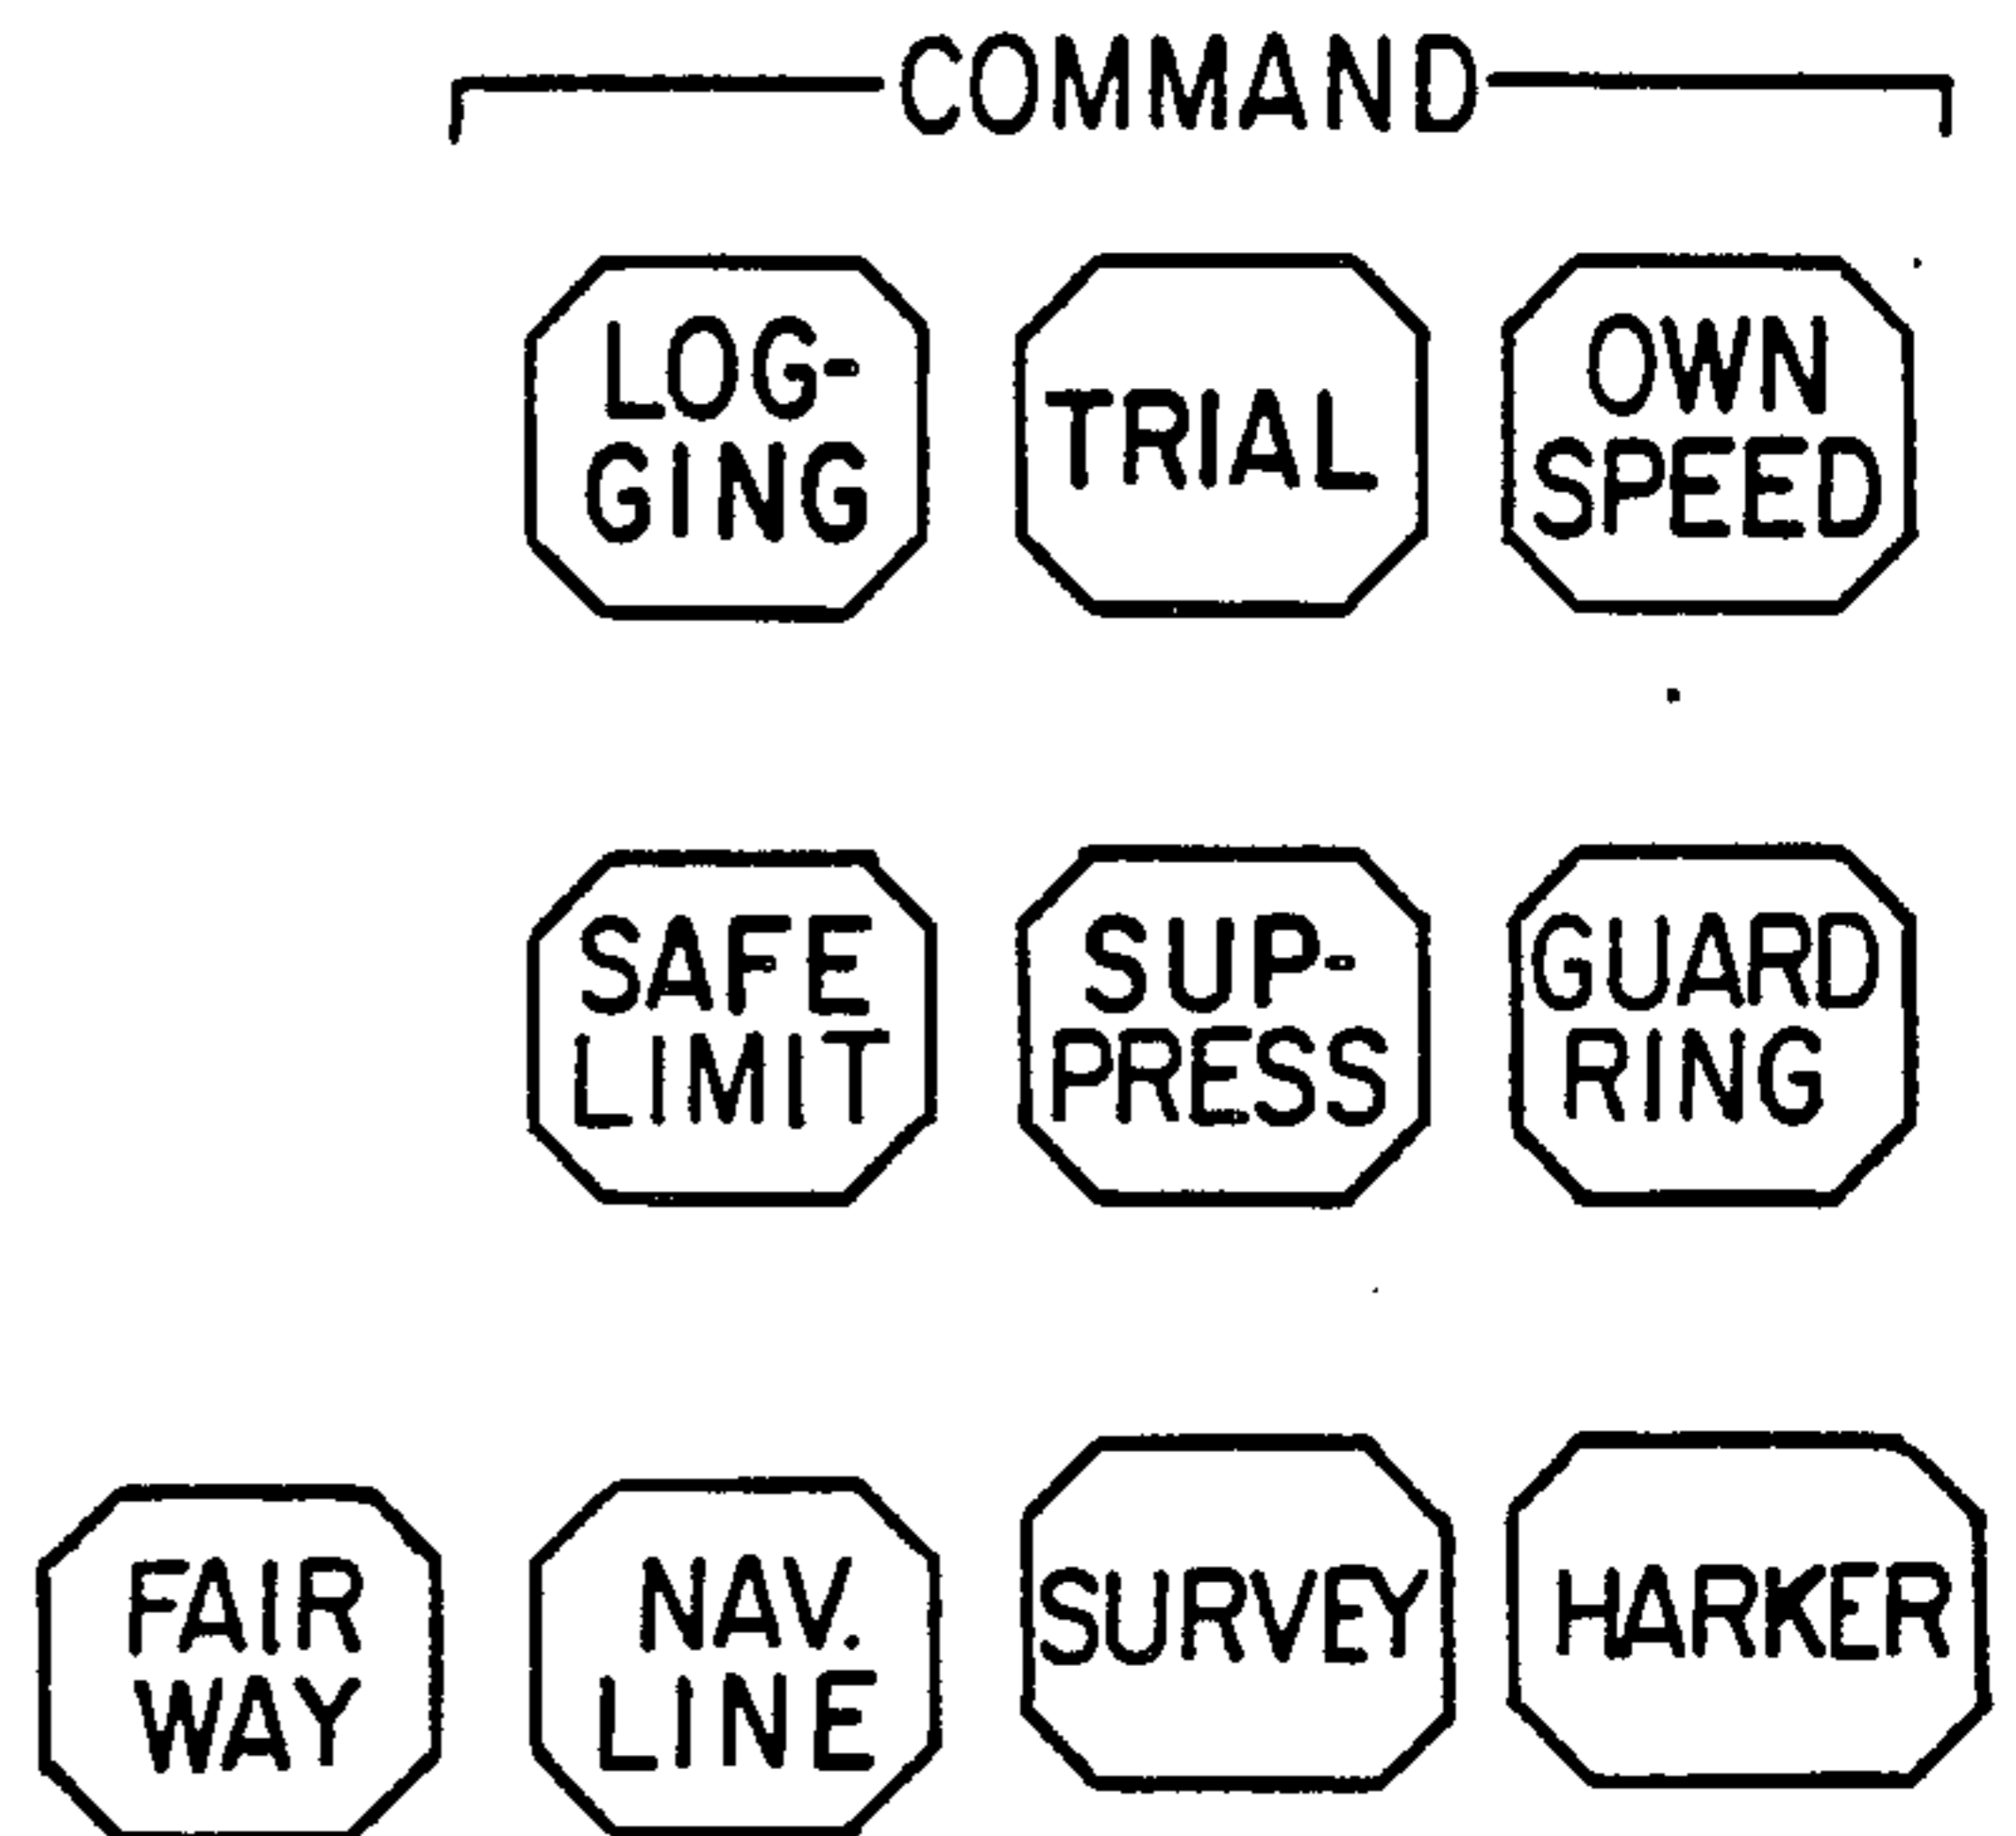 COMMAND
LOG-
GING
TRIAL
OWN
SPEED
SAFE
LIMIT
SUP-
PRESS
GUARD
RING
FAIR
WAY
NAV.
LINE
SURVEY
HARKER